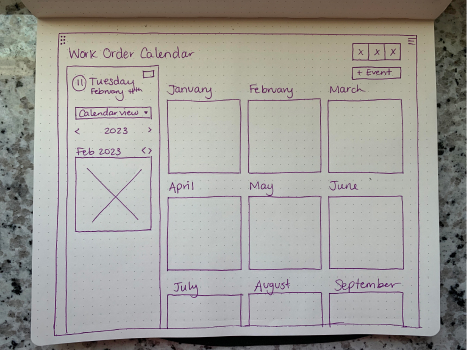 Work Order Calendar
X X X
+ Event
11 Tuesday
February
Calendar view
< 2023 >
Feb 2023 < >
January February March
April May June
July August September